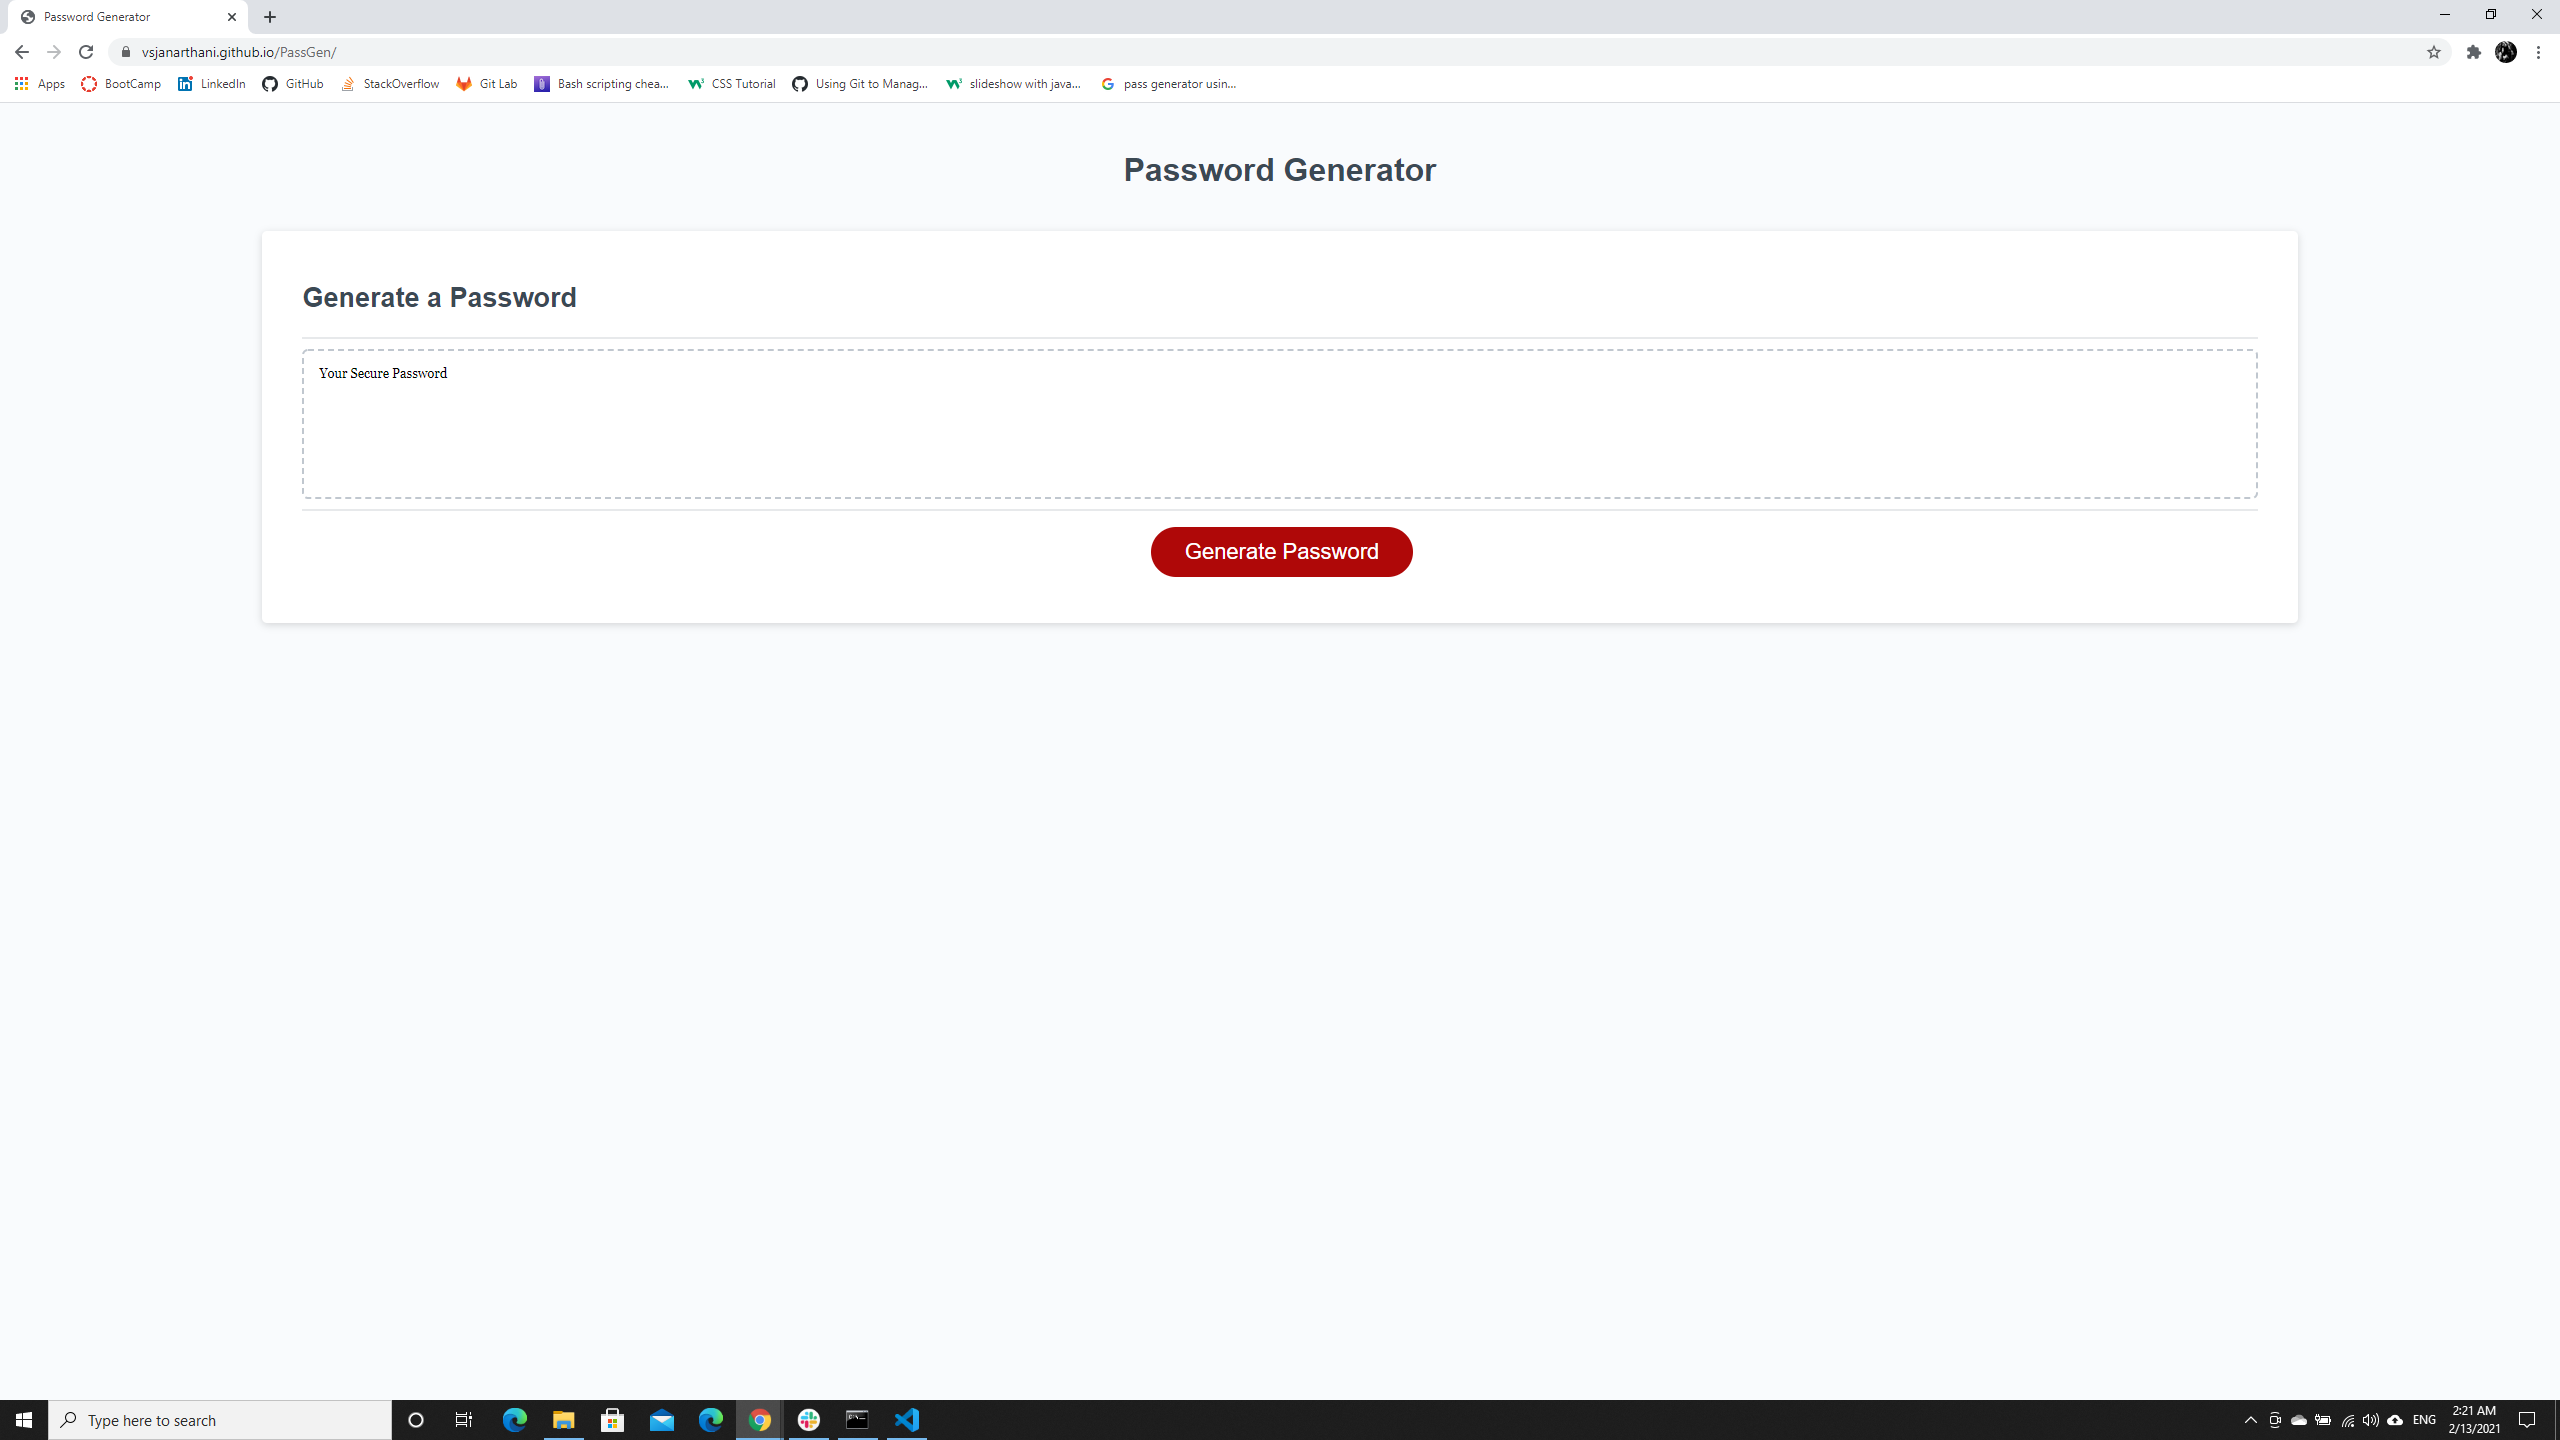 Password Generator
vsjanarthani.github.io/PassGen/
Apps BootCamp LinkedIn GitHub StackOverflow Git Lab Bash scripting chea... CSS Tutorial Using Git to Manag... slideshow with java... pass generator usin...
Password Generator
Generate a Password
Your Secure Password
Generate Password
Type here to search
ENG
2:21 AM
2/13/2021